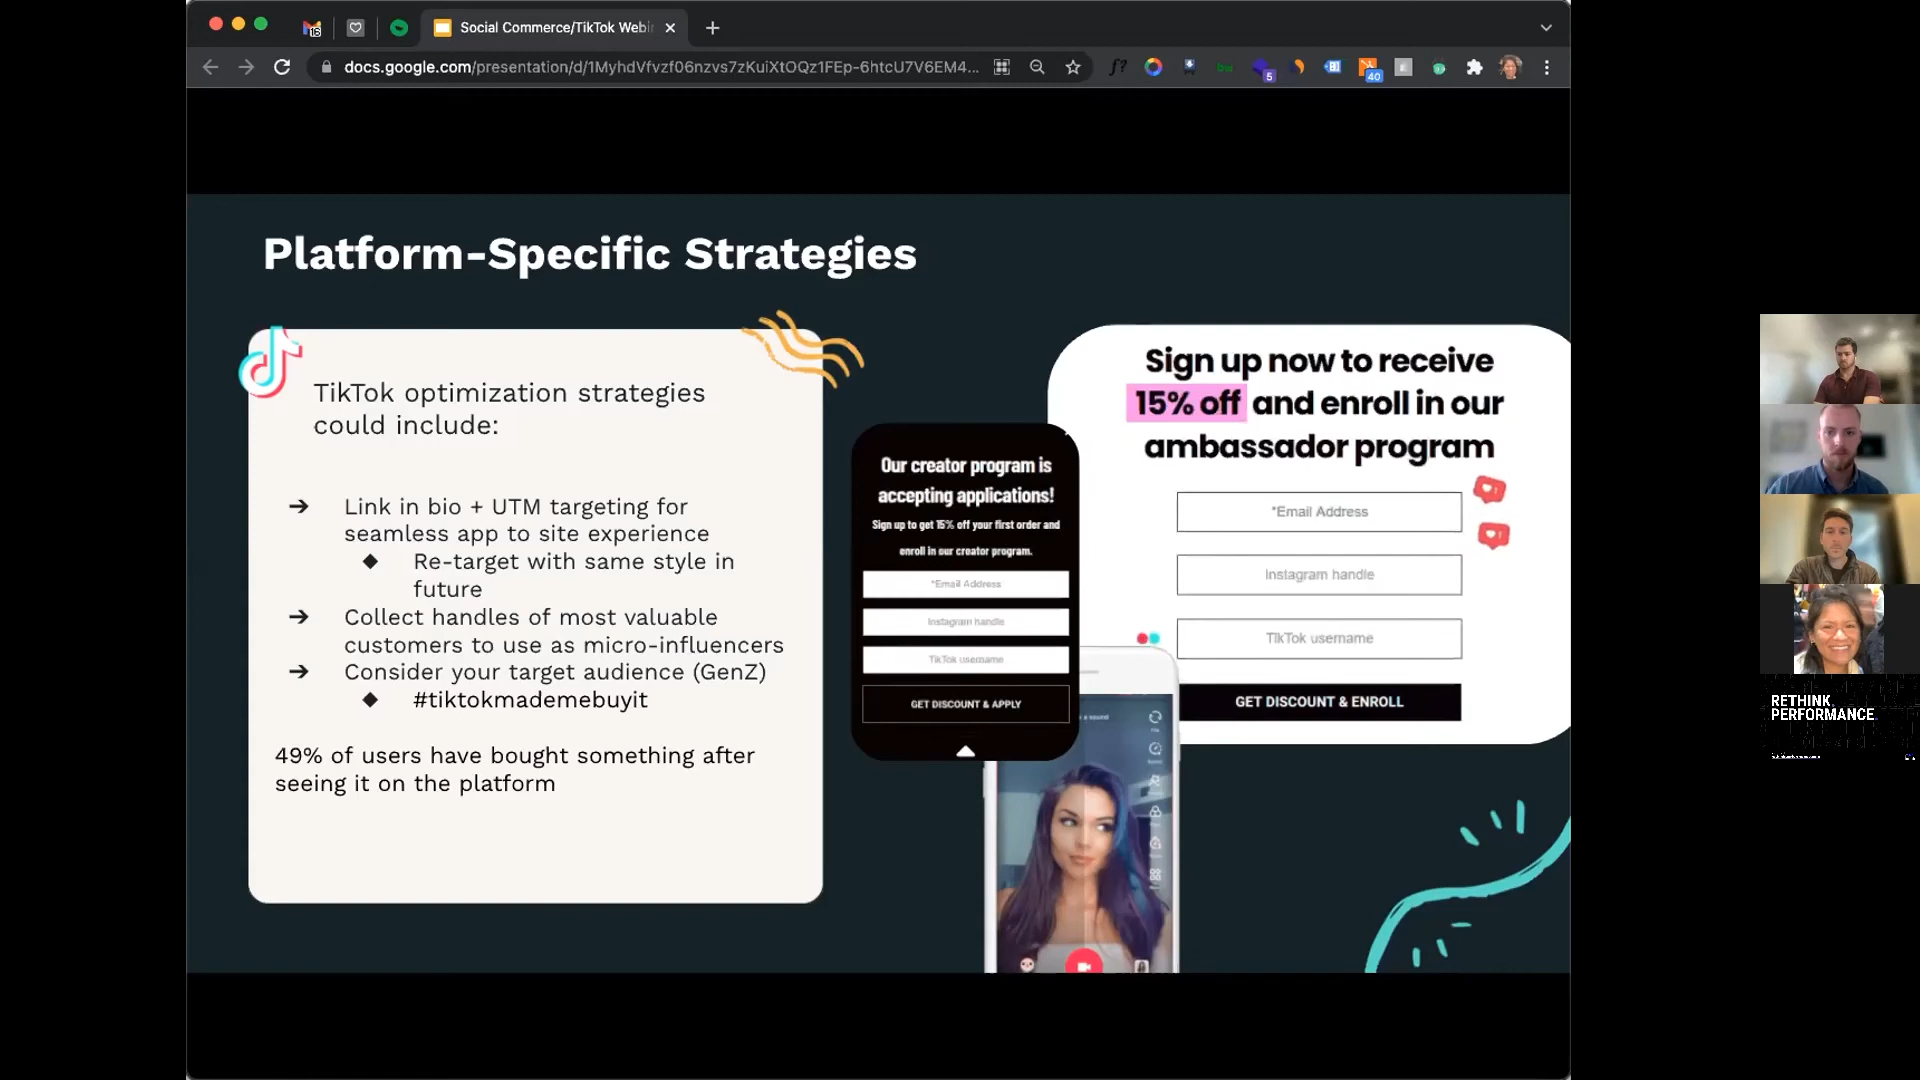 Social Commerce/TikTok Webi
docs.google.com/presentation/d/1MyhdVfvzf06nzvs7zKuiXtOQz1FEp-6htcU7V6EM4...
16
5
40
Platform-Specific Strategies
TikTok optimization strategies
could include:
➔ Link in bio + UTM targeting for
seamless app to site experience
◆ Re-target with same style in
future
➔ Collect handles of most valuable
customers to use as micro-influencers
➔ Consider your target audience (GenZ)
◆ #tiktokmademebuyit
49% of users have bought something after
seeing it on the platform
Our creator program is
accepting applications!
Sign up to get 15% off your first order and
enroll in our creator program.
*Email Address
Instagram handle
TikTok username
GET DISCOUNT & APPLY
Sign up now to receive
15% off and enroll in our
ambassador program
*Email Address
Instagram handle
TikTok username
GET DISCOUNT & ENROLL
a sound
RETHINK
PERFORMANCE